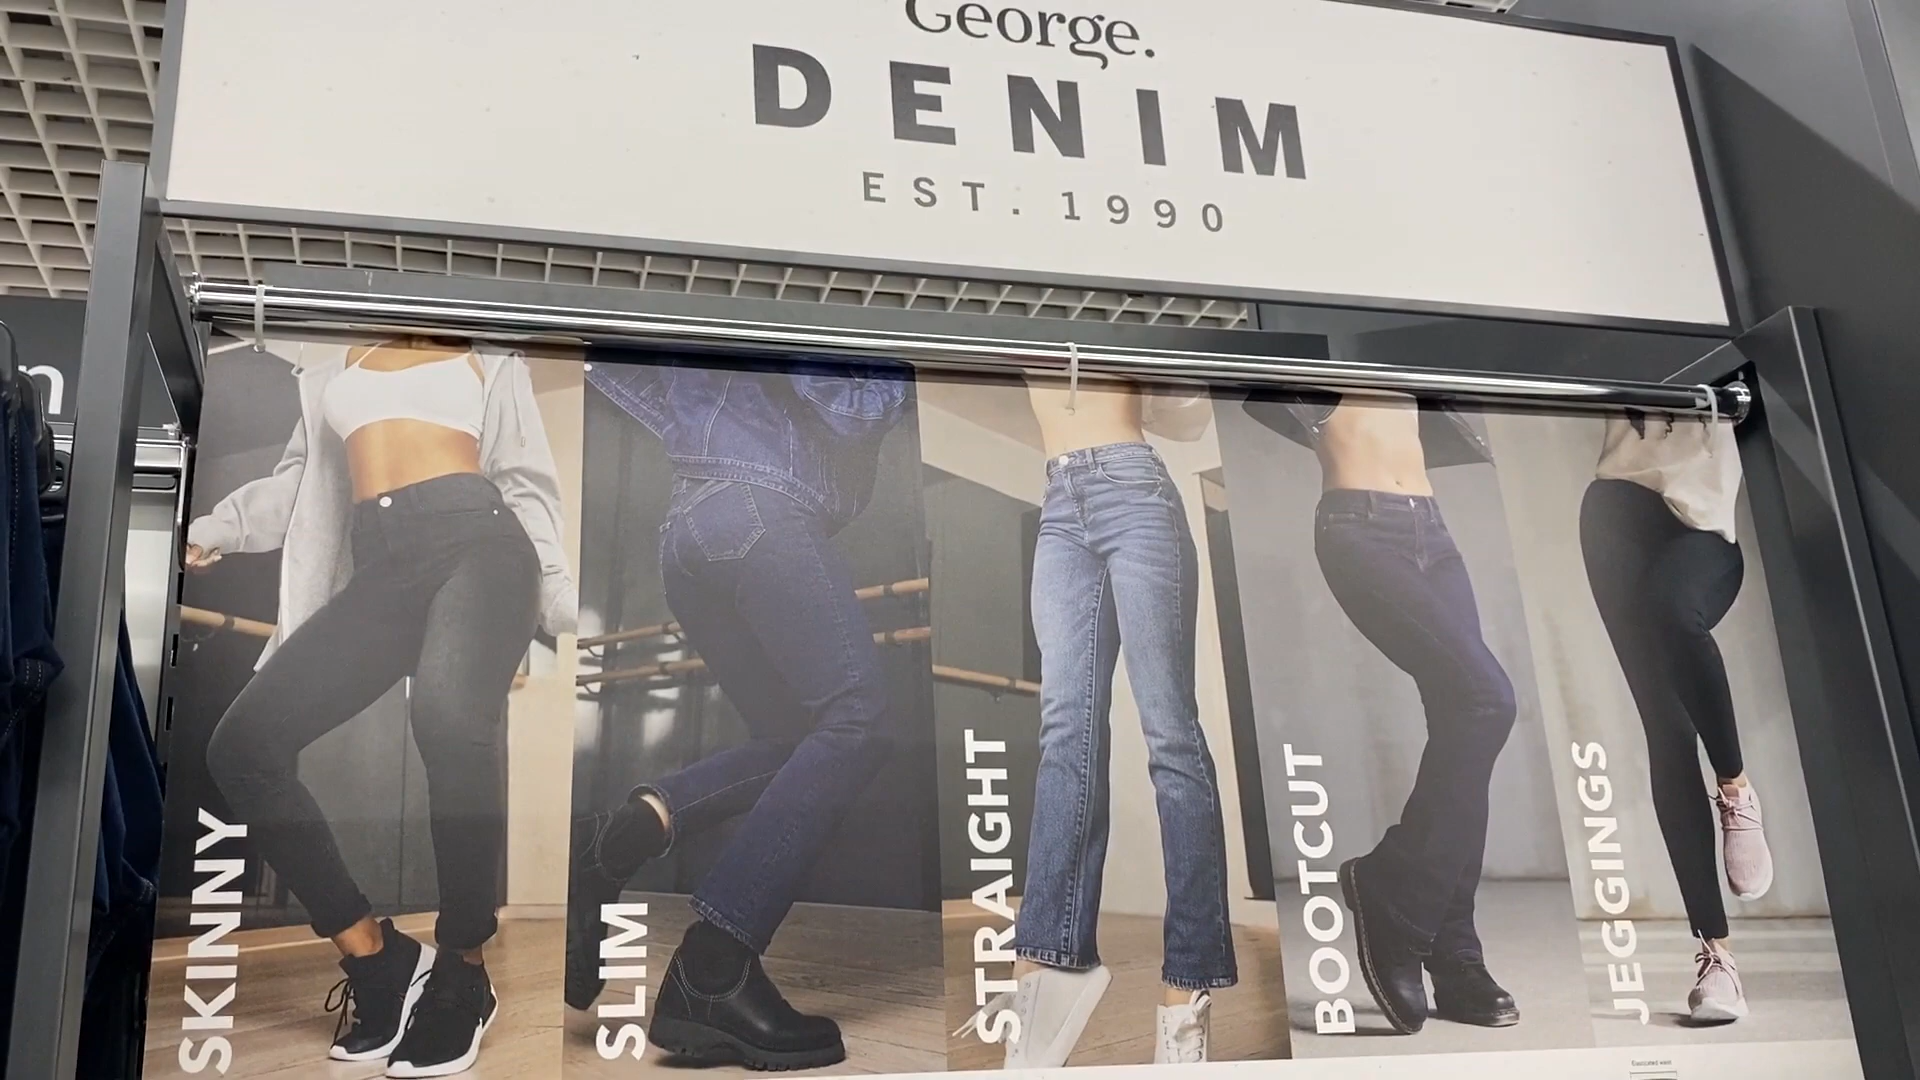 George.
DENIM
EST. 1990
n
SKINNY
SLIM
STRAIGHT
BOOTCUT
JEGGINGS